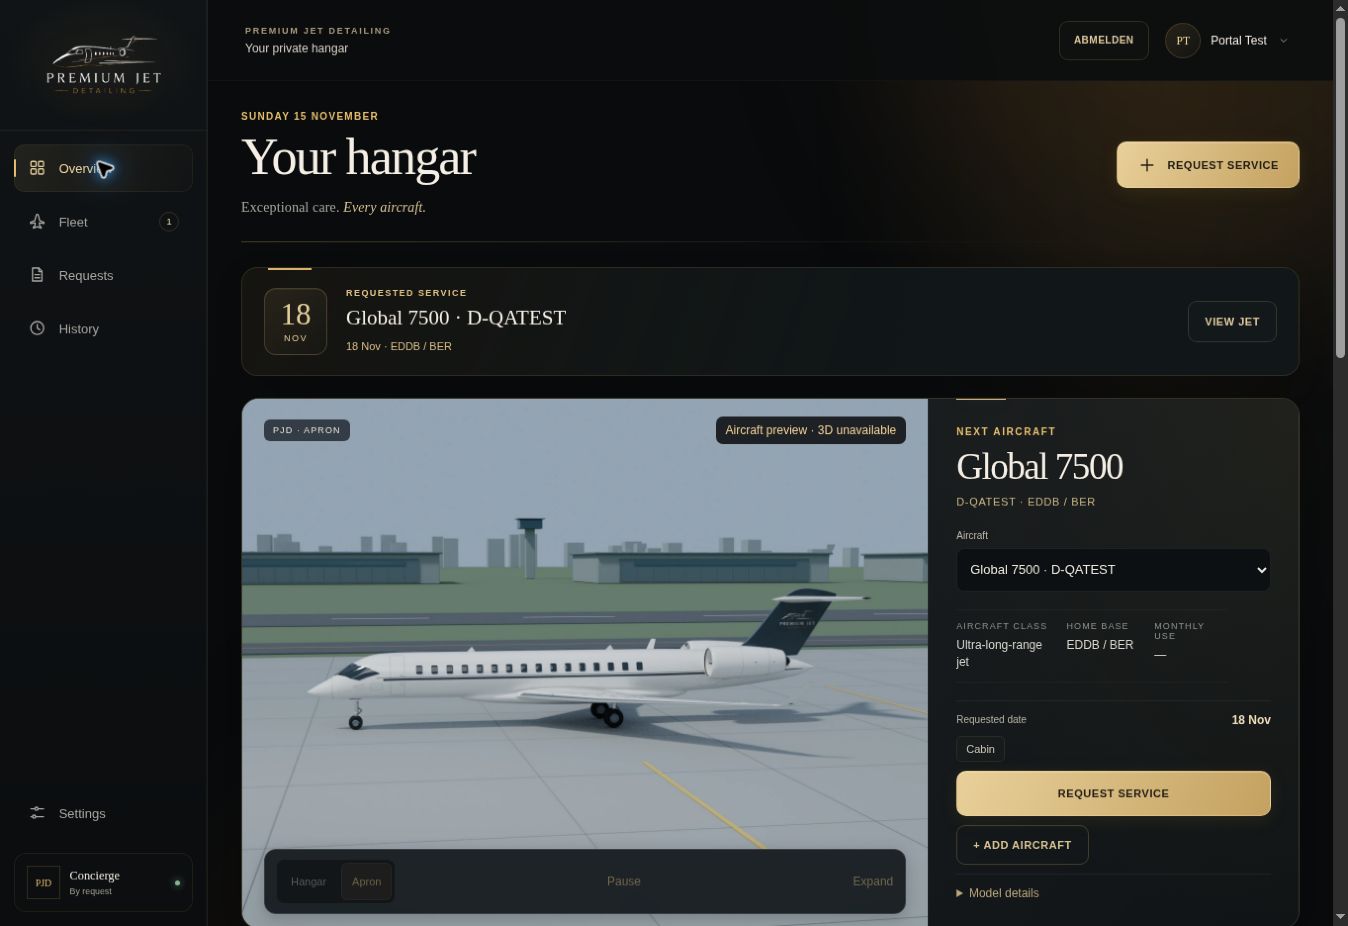 PREMIUM JET
DETAILING
Overvi
Fleet
1
Requests
History
Settings
PJD
Concierge
By request
PREMIUM JET DETAILING
Your private hangar
ABMELDEN
PT
Portal Test
SUNDAY 15 NOVEMBER
Your hangar
Exceptional care. Every aircraft.
REQUEST SERVICE
18
NOV
REQUESTED SERVICE
Global 7500 · D-QATEST
18 Nov · EDDB / BER
VIEW JET
PJD · APRON
Aircraft preview · 3D unavailable
PREMIUM JET
Hangar
Apron
Pause
Expand
NEXT AIRCRAFT
Global 7500
D-QATEST · EDDB / BER
Aircraft
Global 7500 · D-QATEST
AIRCRAFT CLASS
Ultra-long-range
jet
HOME BASE
EDDB / BER
MONTHLY
USE
—
Requested date
18 Nov
Cabin
REQUEST SERVICE
+ ADD AIRCRAFT
Model details